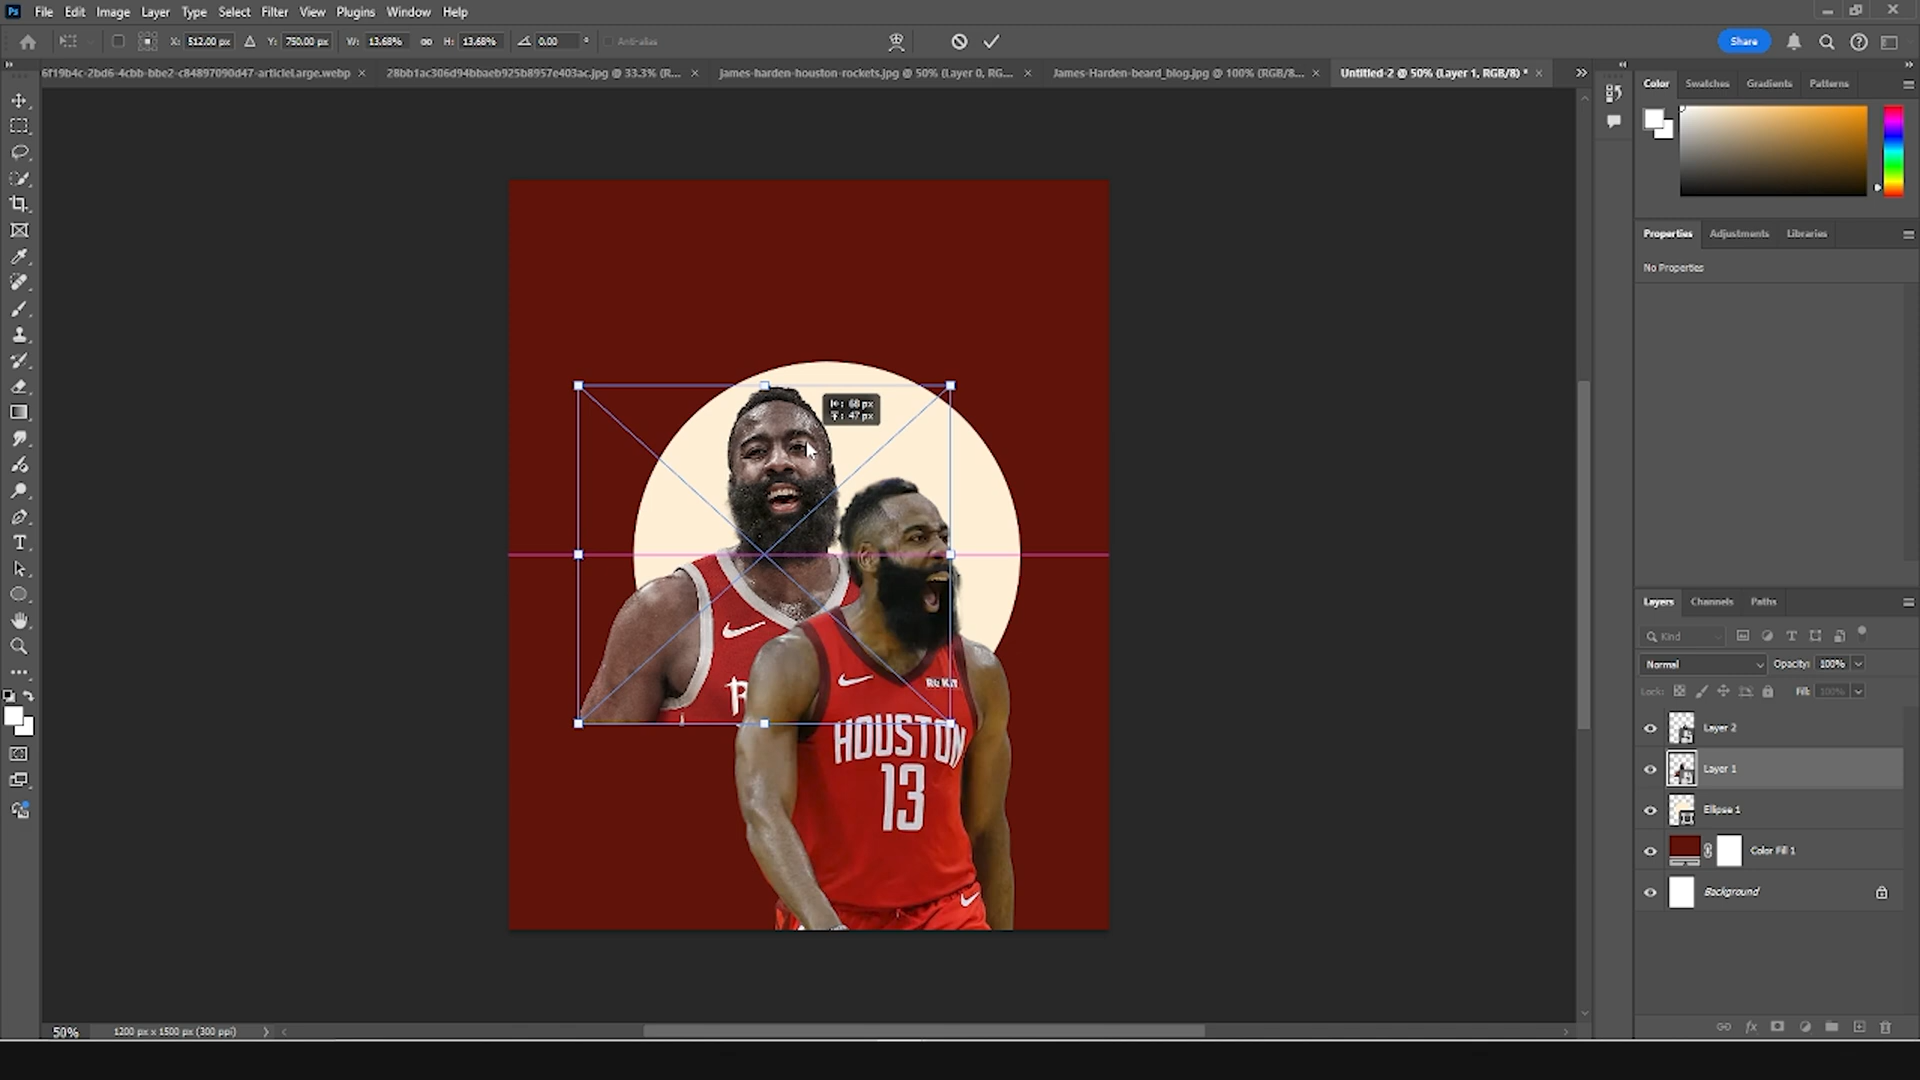 Ps File Edit Image Layer Type Select Filter View Plugins Window Help
X: 512.00 px Y: 750.00 px W: 13.68% H: 13.68% 0.00 ° Anti-alias Share
6f19b4c-2bd6-4cbb-bbe2-c84897090d47-articleLarge.webp × 28bb1ac306d94bbaeb925b8957e403ac.jpg @ 33.3% (R... × james-harden-houston-rockets.jpg @ 50% (Layer 0, RG... × James-Harden-beard_blog.jpg @ 100% (RGB/8... × Untitled-2 @ 50% (Layer 1, RGB/8) * ×
Color Swatches Gradients Patterns
Properties Adjustments Libraries
No Properties
: 68 px
: 47 px
R
HOUSTON
13
Layers Channels Paths
Kind
Normal Opacity: 100%
Lock: Fill: 100%
Layer 2
Layer 1
Ellipse 1
Color Fill 1
Background
50% 1200 px x 1500 px (300 ppi)